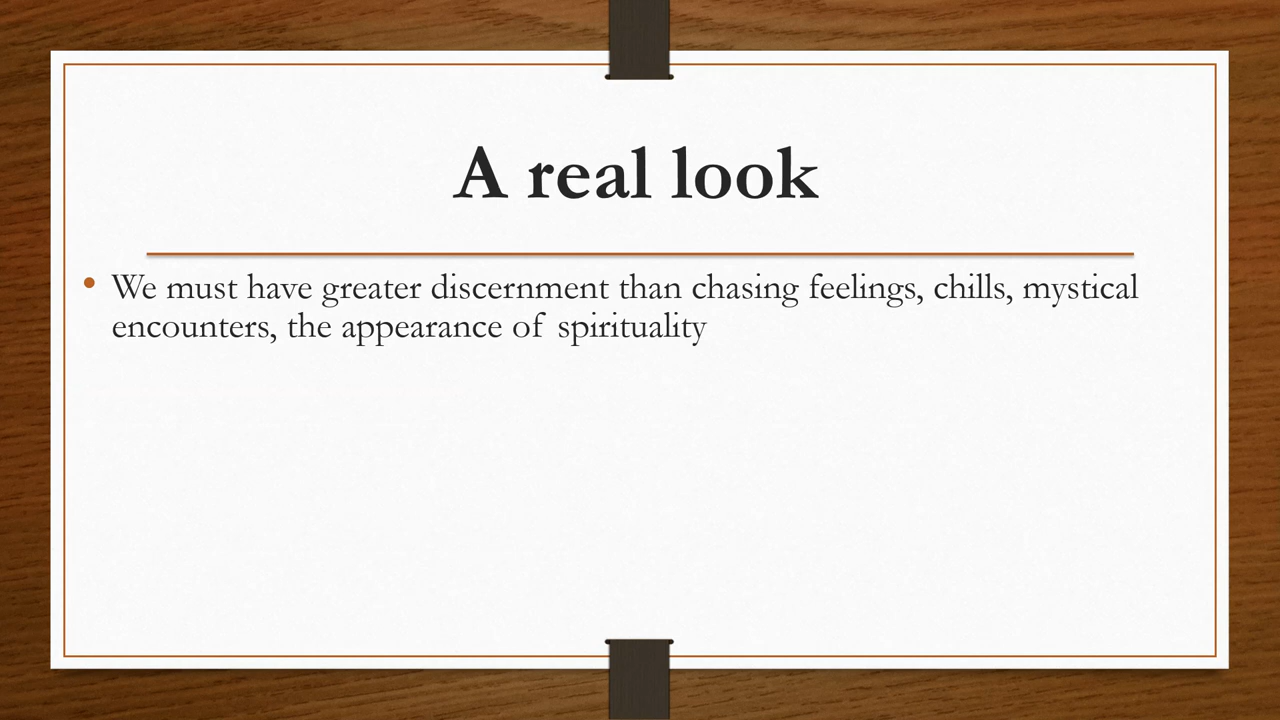 A real look
• We must have greater discernment than chasing feelings, chills, mystical
encounters, the appearance of spirituality